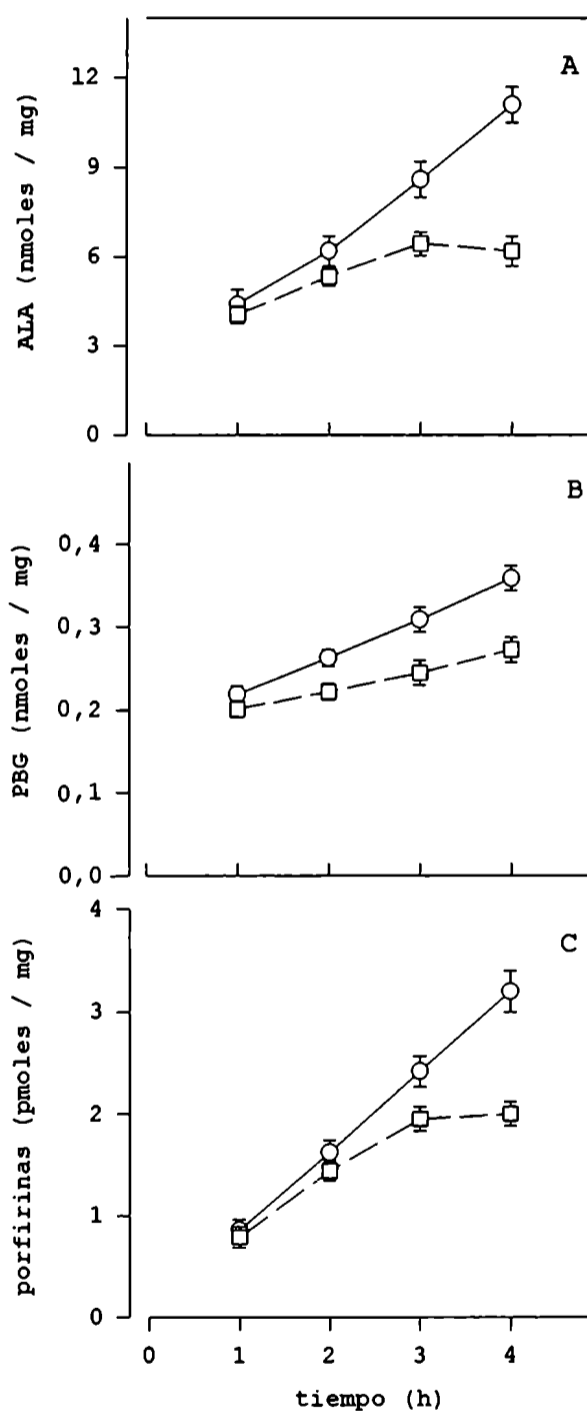 A
12
9
6
3
0
ALA (nmoles / mg)
B
0,4
0,3
0,2
0,1
0,0
PBG (nmoles / mg)
C
4
3
2
1
0
porfirinas (pmoles / mg)
0 1 2 3 4
tiempo (h)